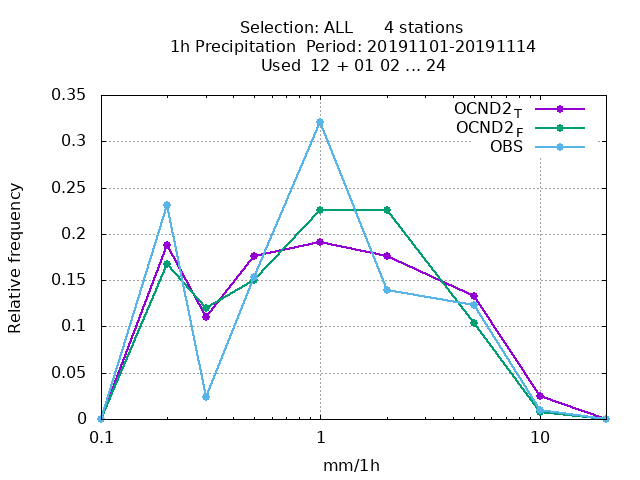 Selection: ALL 4 stations
1h Precipitation Period: 20191101-20191114
Used 12 + 01 02 ... 24
OCND2T
OCND2F
OBS
0.35
0.3
0.25
0.2
0.15
0.1
0.05
0
Relative frequency
0.1 1 10
mm/1h